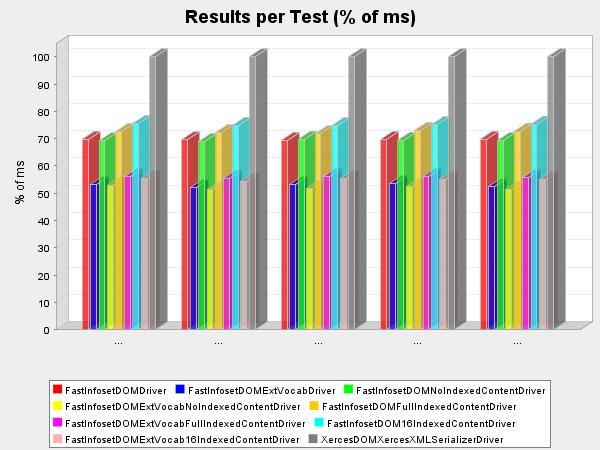 Results per Test (% of ms)
100
90
80
70
60
50
40
30
20
10
0
% of ms
... ... ... ... ...
FastInfosetDOMDriver FastInfosetDOMExtVocabDriver FastInfosetDOMNoIndexedContentDriver
FastInfosetDOMExtVocabNoIndexedContentDriver FastInfosetDOMFullIndexedContentDriver
FastInfosetDOMExtVocabFullIndexedContentDriver FastInfosetDOM16IndexedContentDriver
FastInfosetDOMExtVocab16IndexedContentDriver XercesDOMXercesXMLSerializerDriver